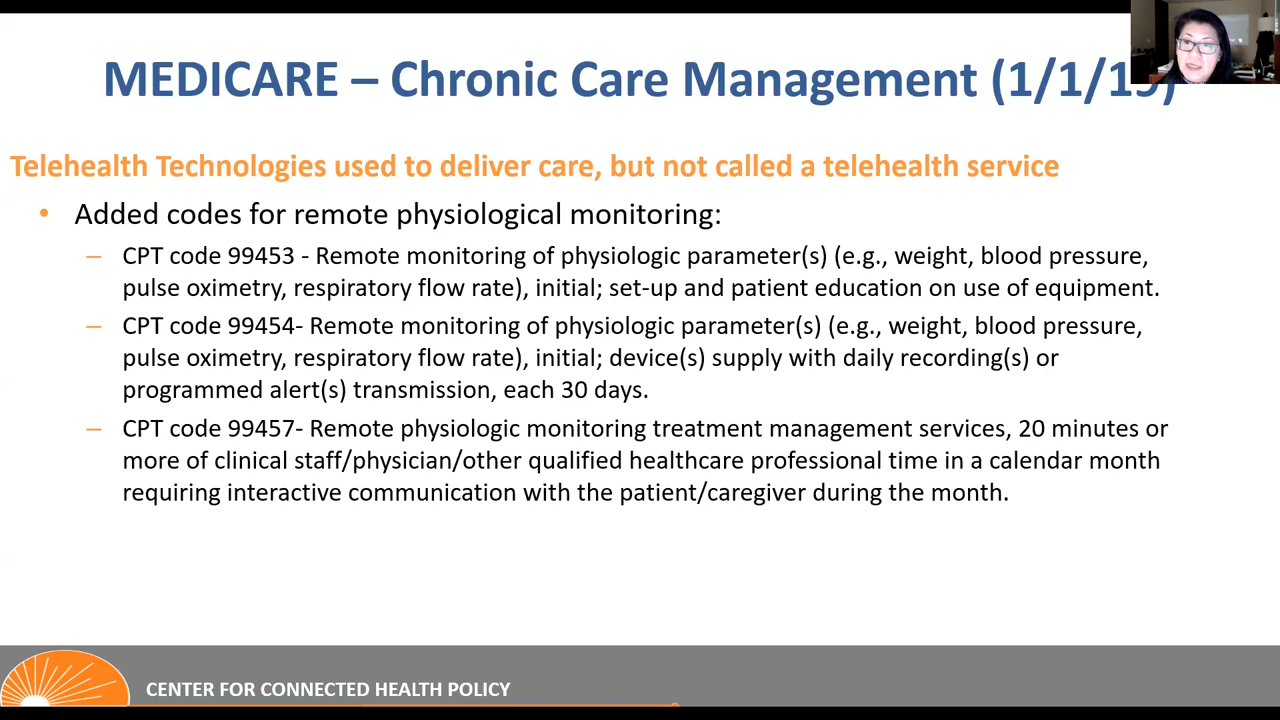 MEDICARE – Chronic Care Management (1/1/19)
Telehealth Technologies used to deliver care, but not called a telehealth service
• Added codes for remote physiological monitoring:
– CPT code 99453 - Remote monitoring of physiologic parameter(s) (e.g., weight, blood pressure,
pulse oximetry, respiratory flow rate), initial; set-up and patient education on use of equipment.
– CPT code 99454- Remote monitoring of physiologic parameter(s) (e.g., weight, blood pressure,
pulse oximetry, respiratory flow rate), initial; device(s) supply with daily recording(s) or
programmed alert(s) transmission, each 30 days.
– CPT code 99457- Remote physiologic monitoring treatment management services, 20 minutes or
more of clinical staff/physician/other qualified healthcare professional time in a calendar month
requiring interactive communication with the patient/caregiver during the month.
CENTER FOR CONNECTED HEALTH POLICY